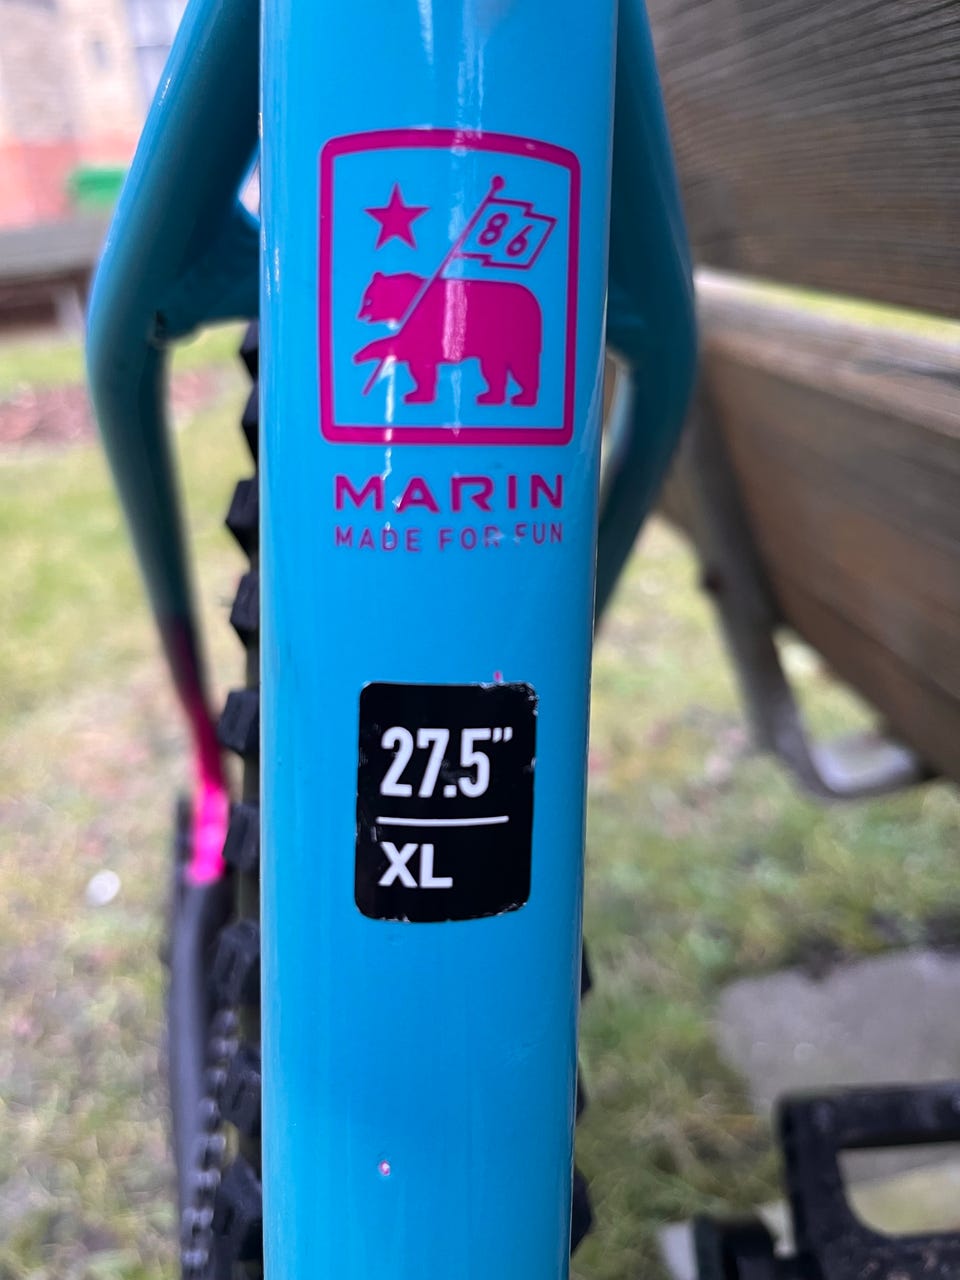 86
MARIN
MADE FOR FUN
27.5"
XL